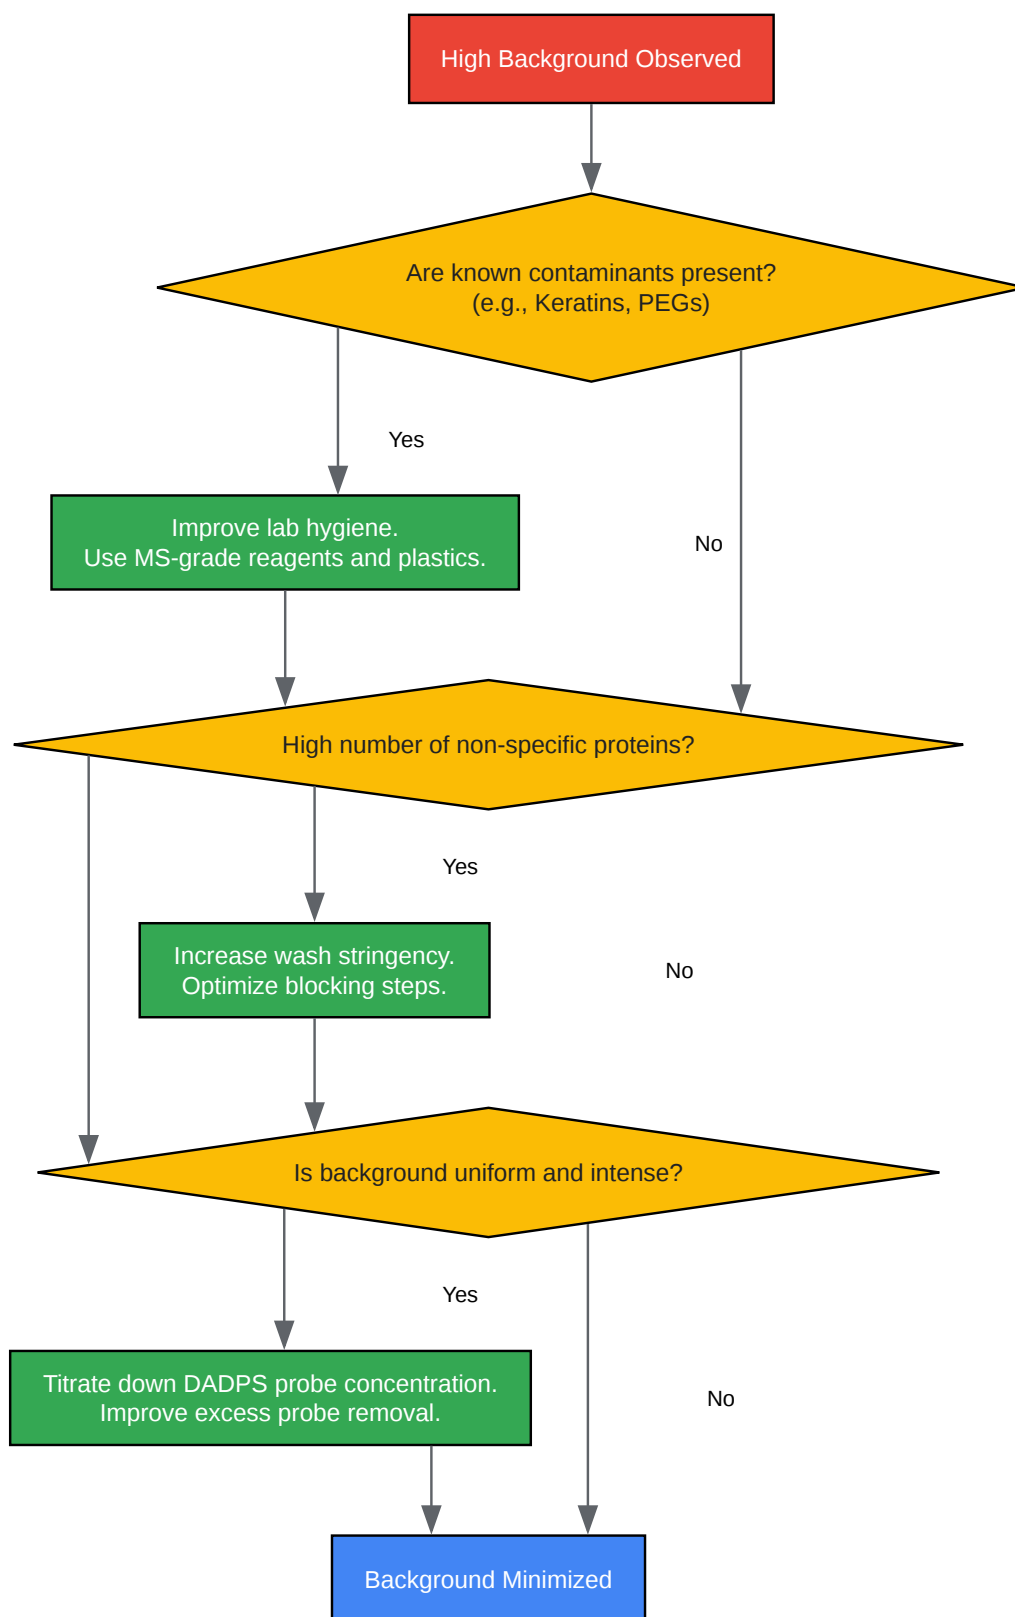 High Background Observed
Are known contaminants present?
(e.g., Keratins, PEGs)
Yes
Improve lab hygiene.
Use MS-grade reagents and plastics.
No
High number of non-specific proteins?
Yes
Increase wash stringency.
Optimize blocking steps.
No
Is background uniform and intense?
Yes
Titrate down DADPS probe concentration.
Improve excess probe removal.
No
Background Minimized